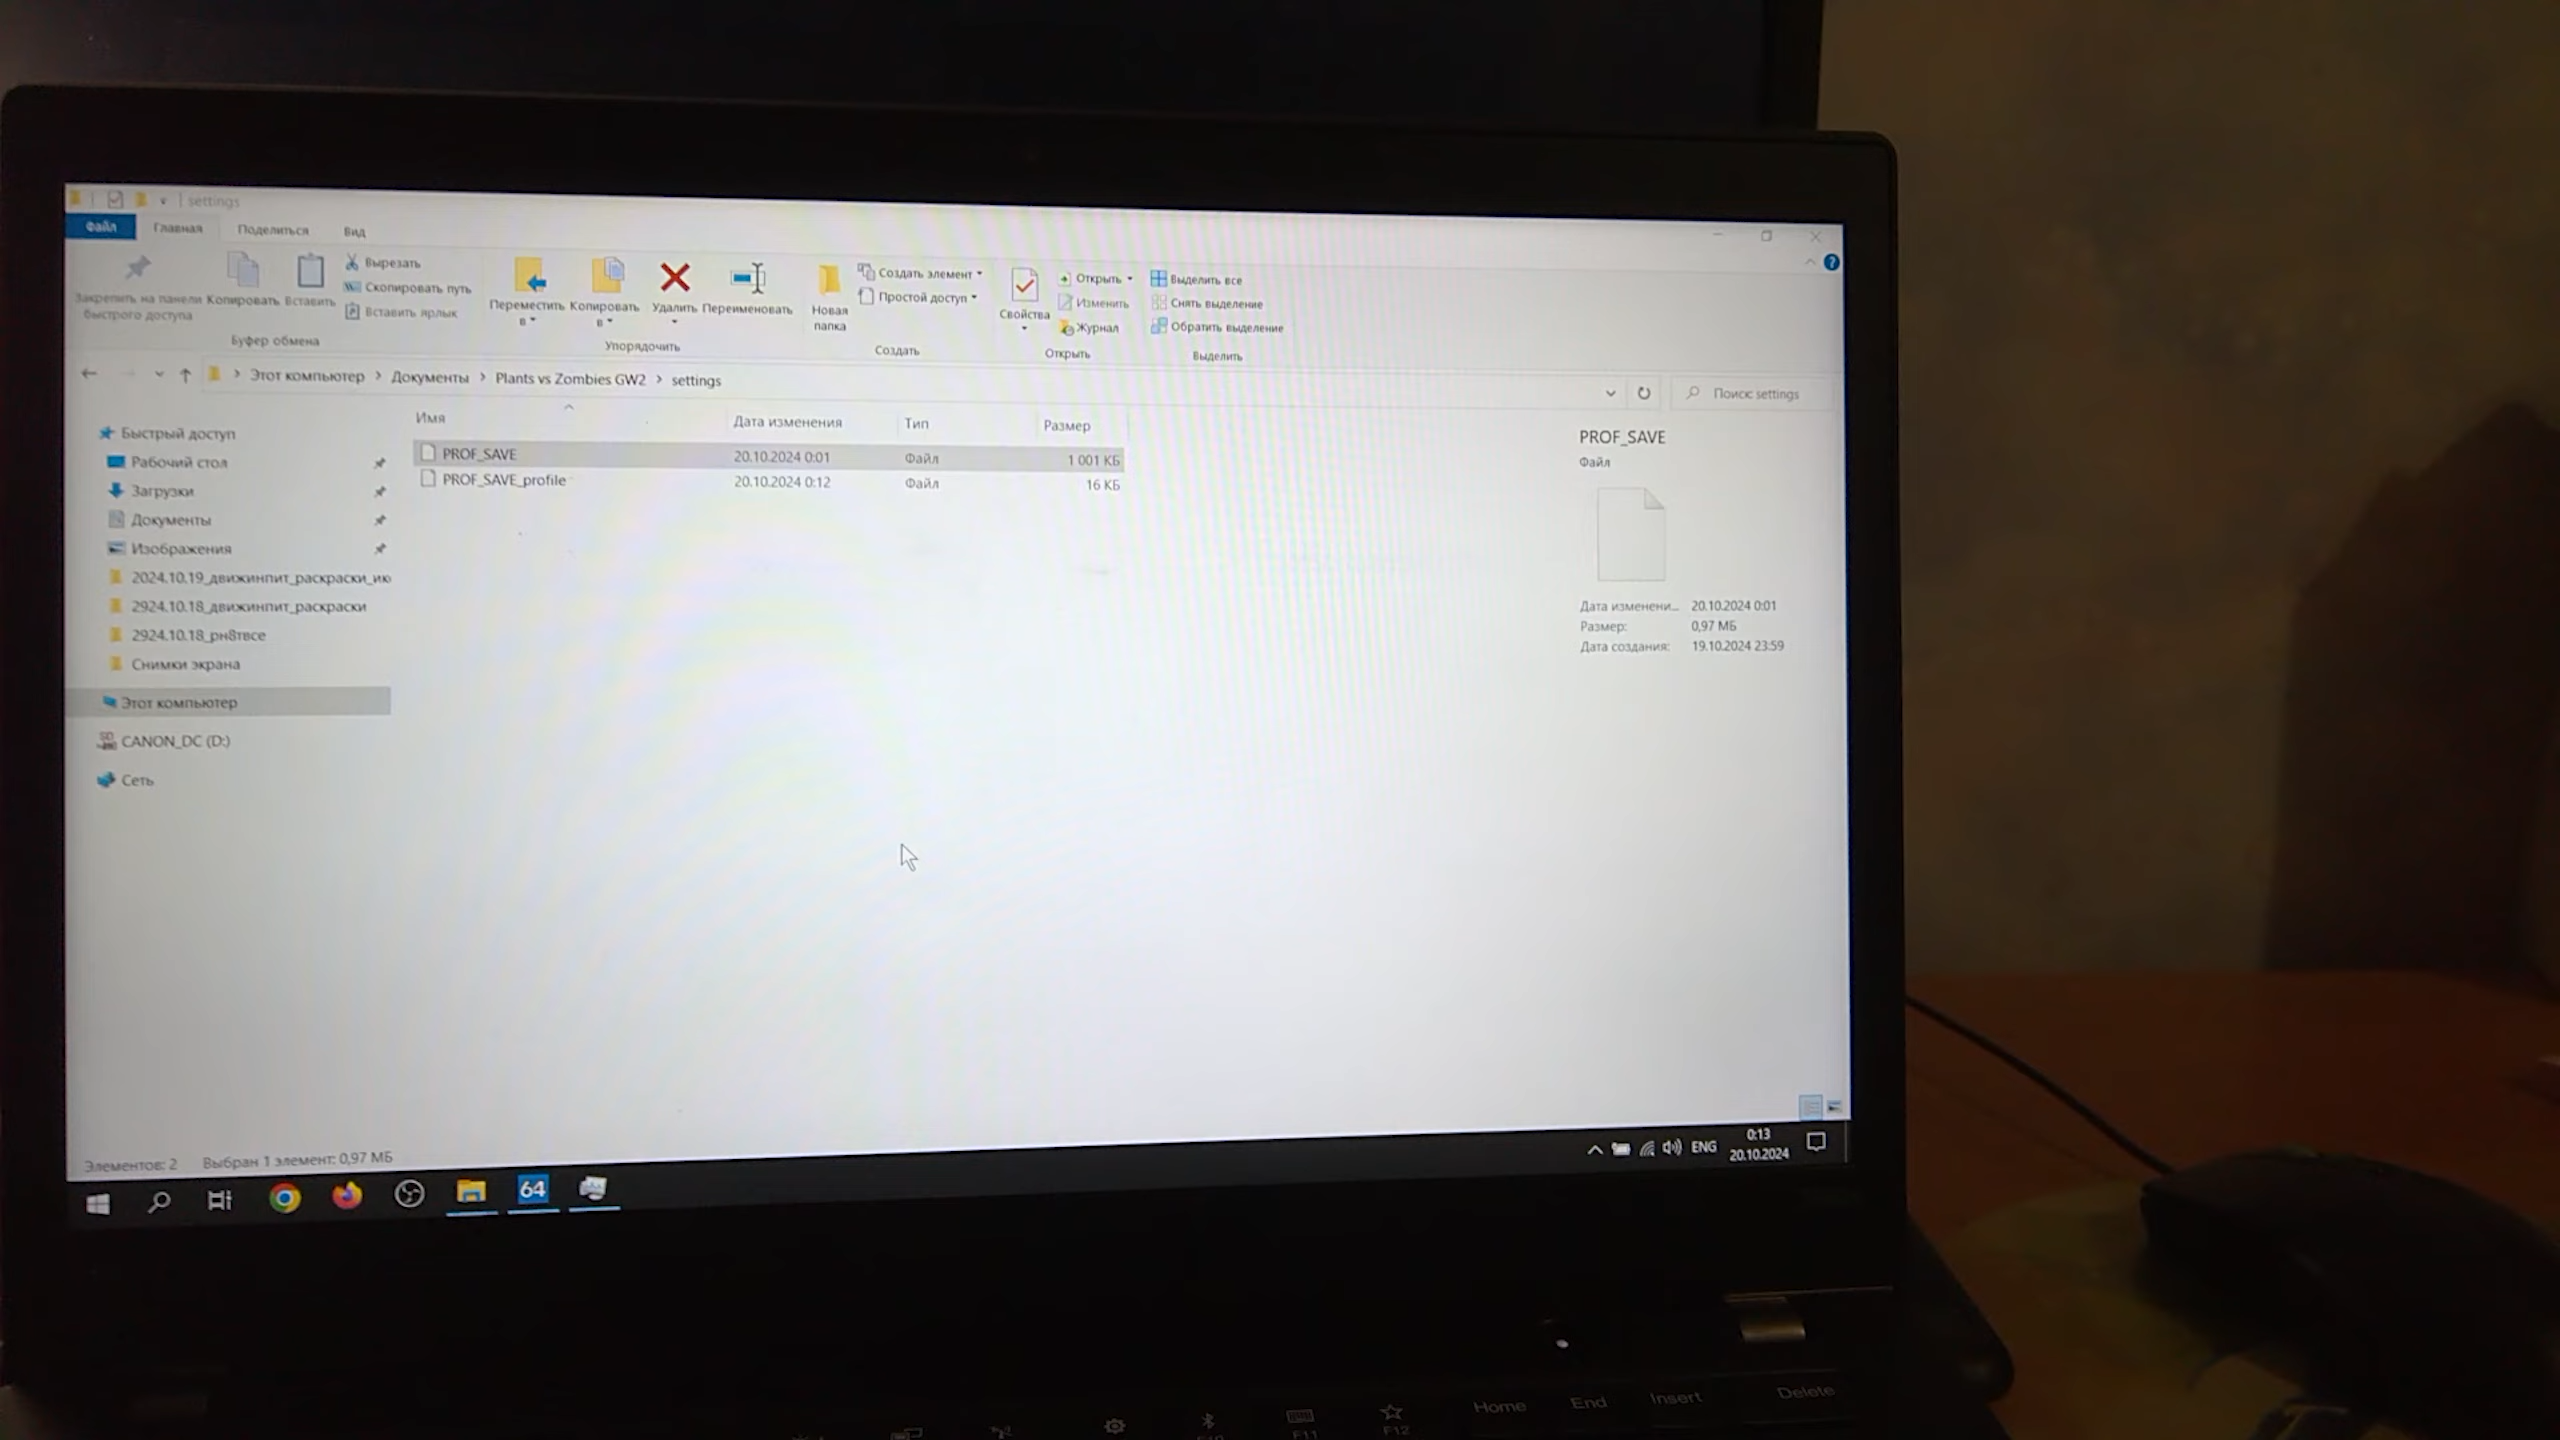 settings
Файл Главная Поделиться Вид
Закрепить на панели быстрого доступа
Копировать
Вставить
Вырезать
Скопировать путь
Вставить ярлык
Буфер обмена
Переместить в
Копировать в
Удалить
Переименовать
Упорядочить
Новая папка
Создать элемент
Простой доступ
Создать
Свойства
Открыть
Изменить
Журнал
Открыть
Выделить все
Снять выделение
Обратить выделение
Выделить
Этот компьютер > Документы > Plants vs Zombies GW2 > settings
Поиск: settings
Имя Дата изменения Тип Размер
PROF_SAVE 20.10.2024 0:01 Файл 1 001 КБ
PROF_SAVE_profile 20.10.2024 0:12 Файл 16 КБ
Быстрый доступ
Рабочий стол
Загрузки
Документы
Изображения
2024.10.19_движинпит_раскраски_ик
2924.10.18_движинпит_раскраски
2924.10.18_рн8твсе
Снимки экрана
Этот компьютер
CANON_DC (D:)
Сеть
PROF_SAVE
Файл
Дата изменени... 20.10.2024 0:01
Размер: 0,97 МБ
Дата создания: 19.10.2024 23:59
Элементов: 2 Выбран 1 элемент: 0,97 МБ
64
ENG
0:13
20.10.2024
F10 F11 F12 Home End Insert Delete